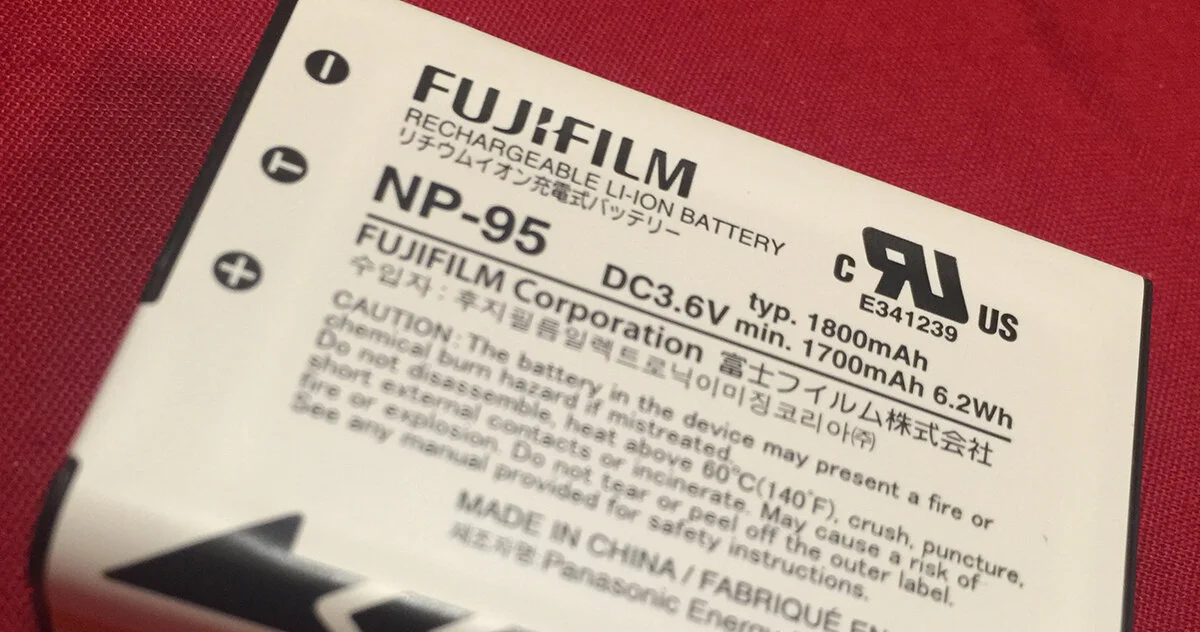 FUJIFILM
RECHARGEABLE LI-ION BATTERY
リチウムイオン充電式バッテリー
NP-95
DC3.6V
typ. 1800mAh
min. 1700mAh 6.2Wh
C
RU
US
E341239
FUJIFILM Corporation 富士フイルム株式会社
수입자 : 후지필름일렉트로닉이미징코리아㈜
CAUTION : The battery in the device may present a fire or
chemical burn hazard if mistreated.
Do not disassemble, heat above 60°C(140°F), crush, puncture,
short external contacts or incinerate. May cause a risk of
fire or explosion. Do not tear or peel off the outer label.
See any manual provided for safety instructions.
MADE IN CHINA / FABRIQUÉ EN
제조자명 Panasonic Energy
−
T
+